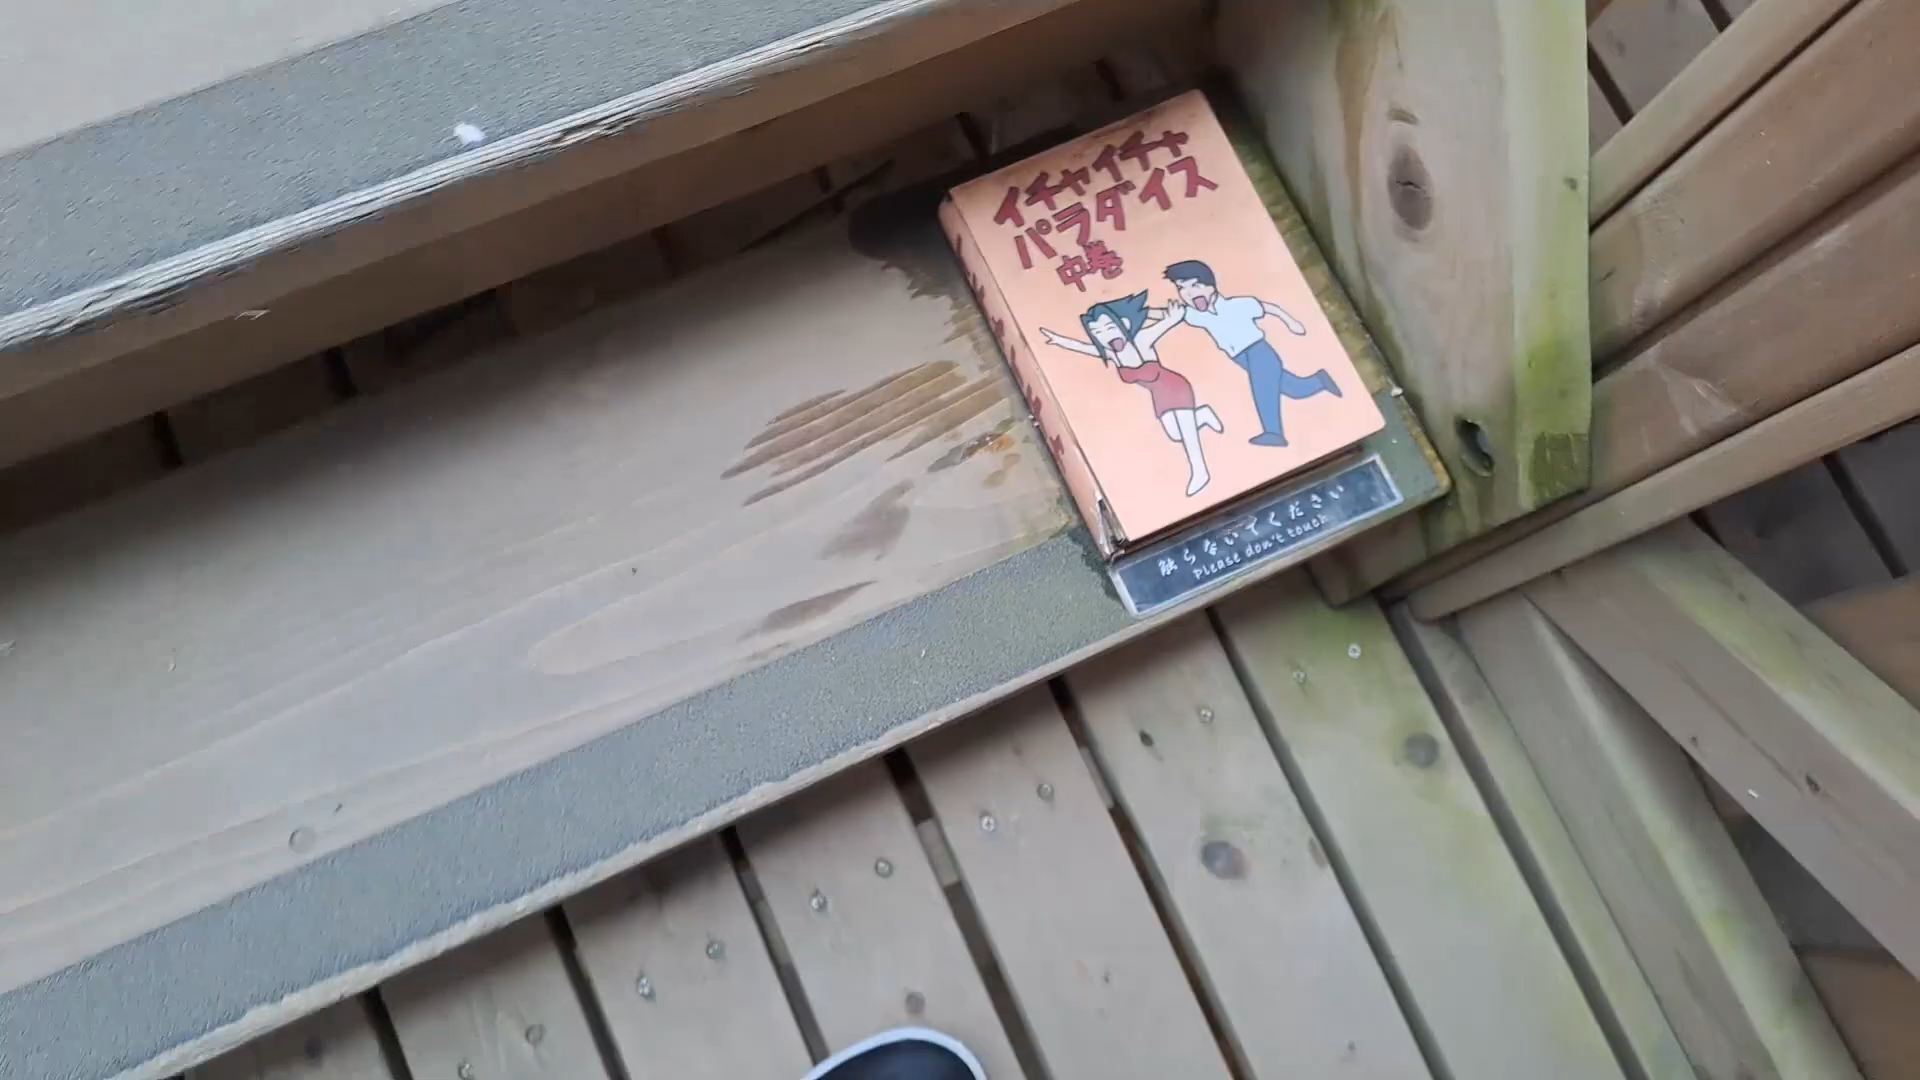 イチャイチャ
パラダイス
中巻
触らないでください
Please don't touch